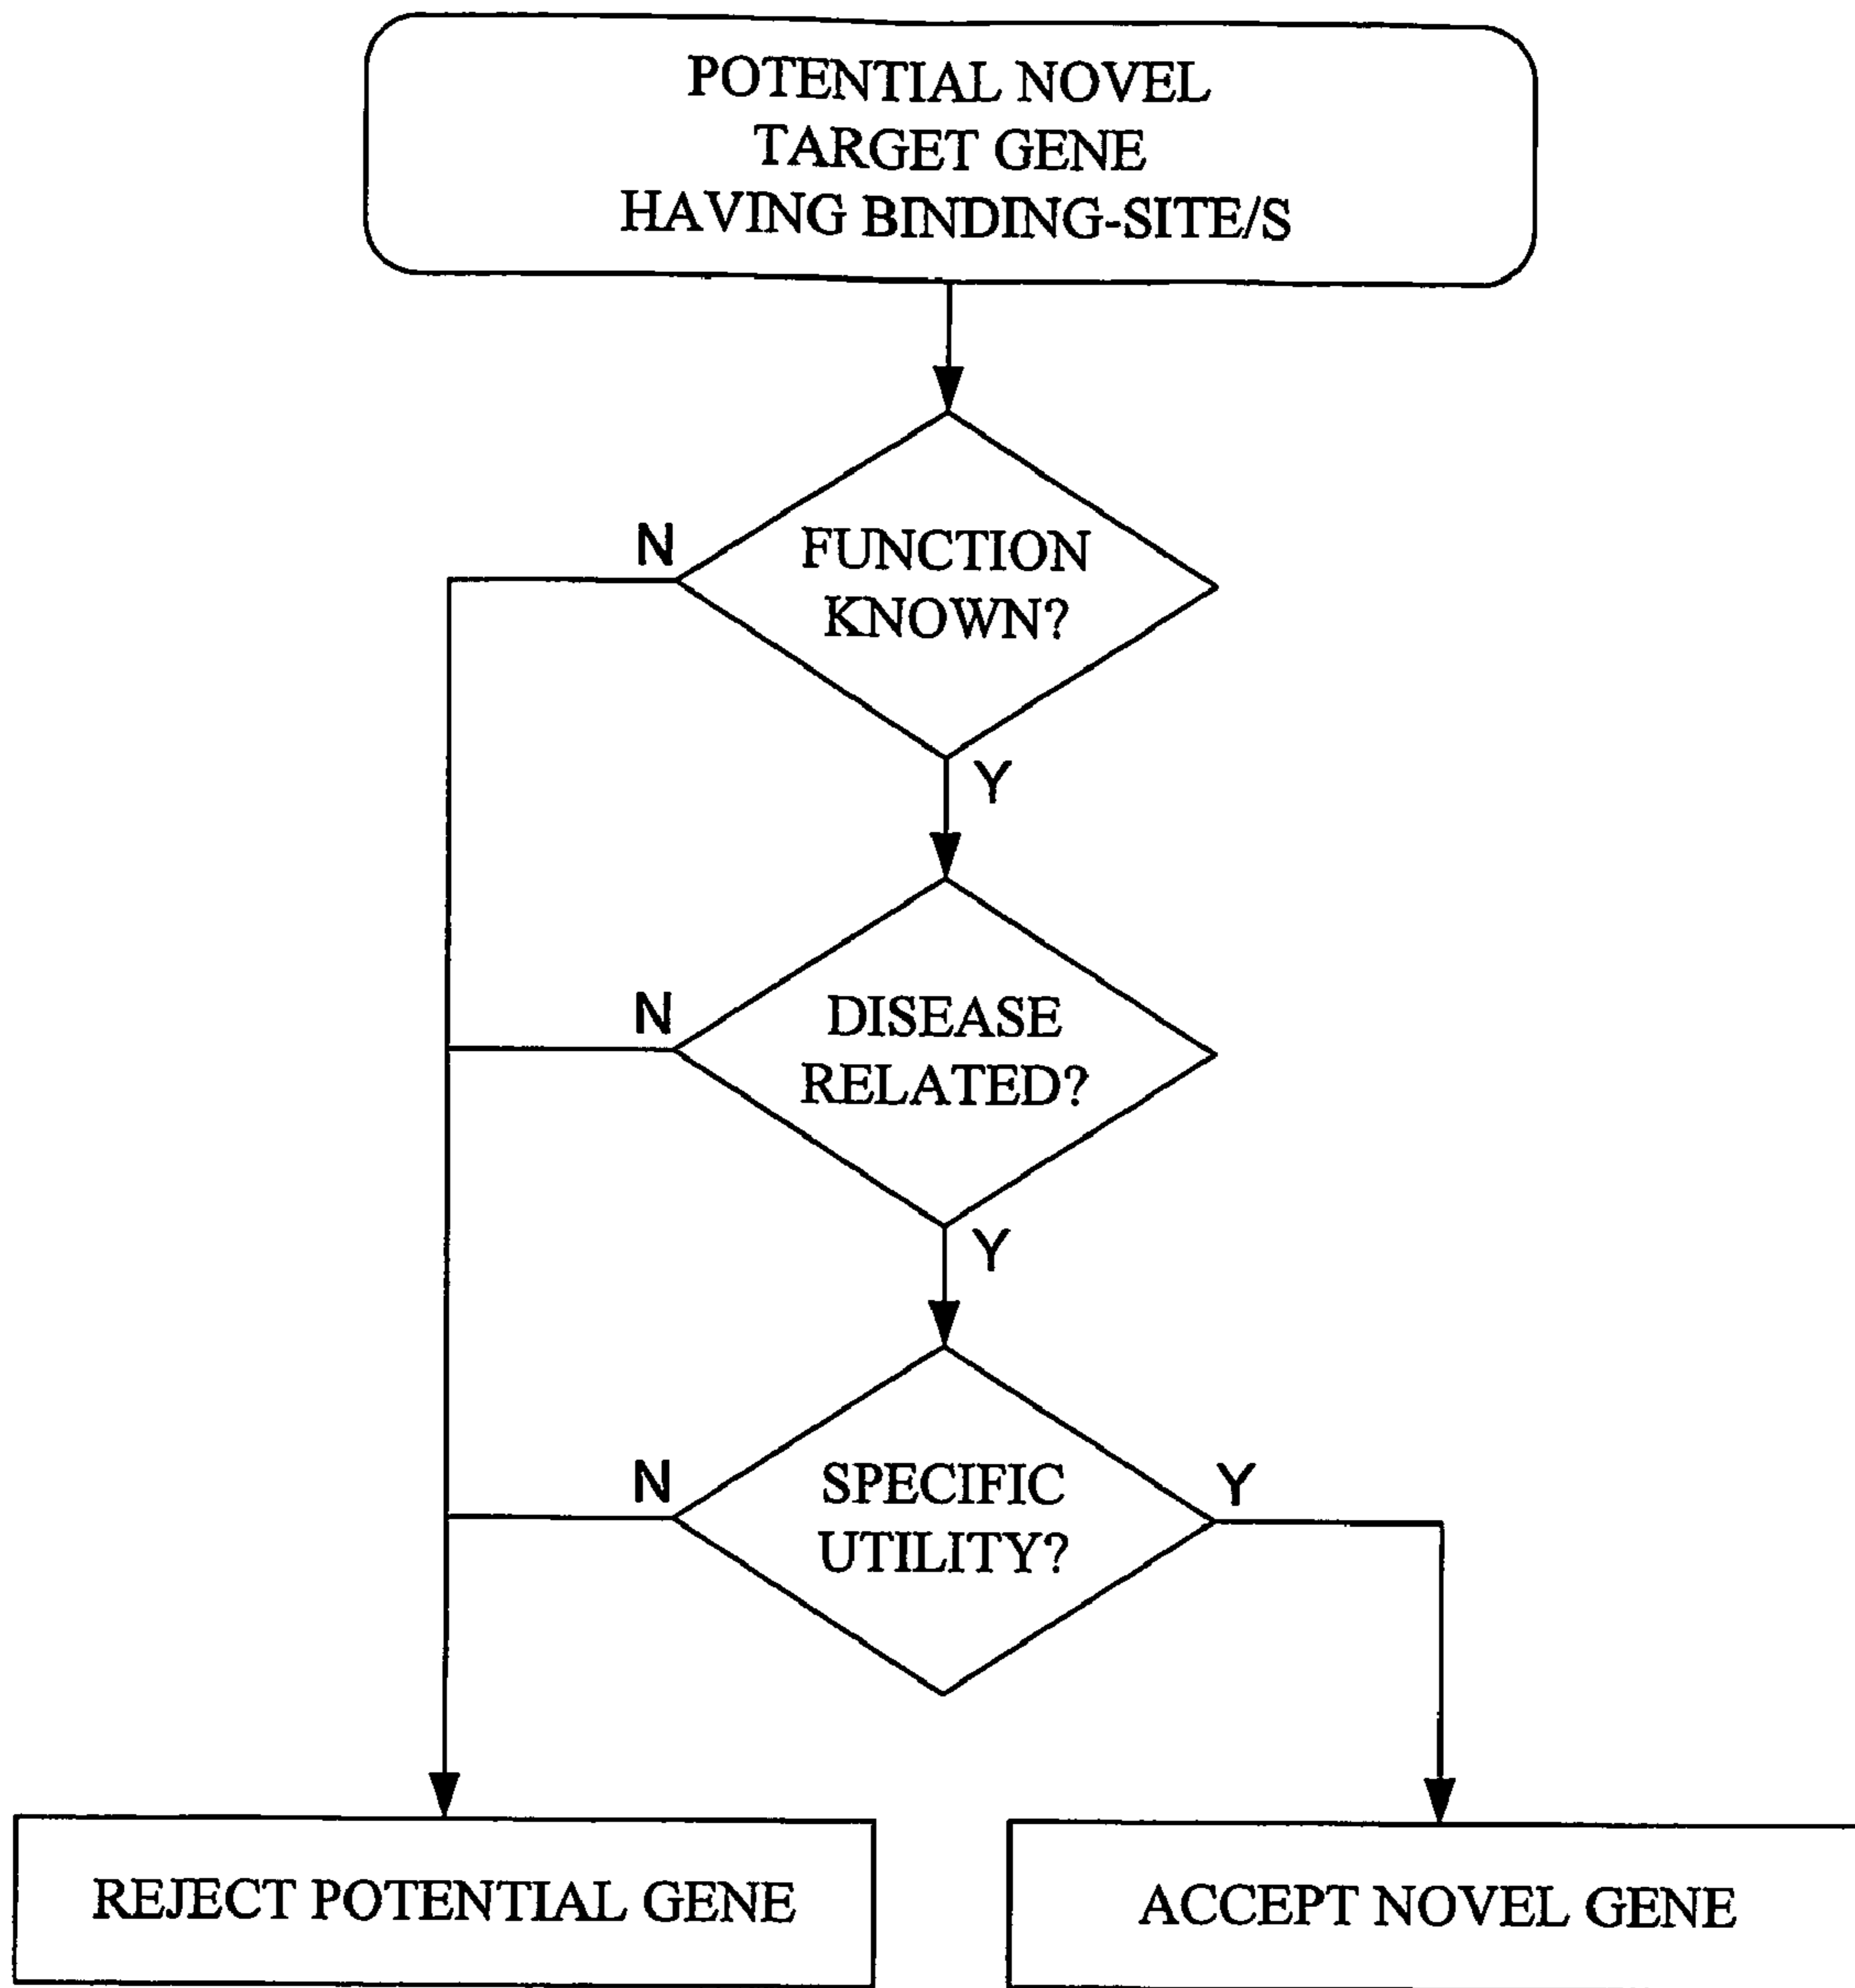 POTENTIAL NOVEL
TARGET GENE
HAVING BINDING-SITE/S
N
FUNCTION
KNOWN?
Y
N
DISEASE
RELATED?
Y
N
SPECIFIC
UTILITY?
Y
REJECT POTENTIAL GENE
ACCEPT NOVEL GENE